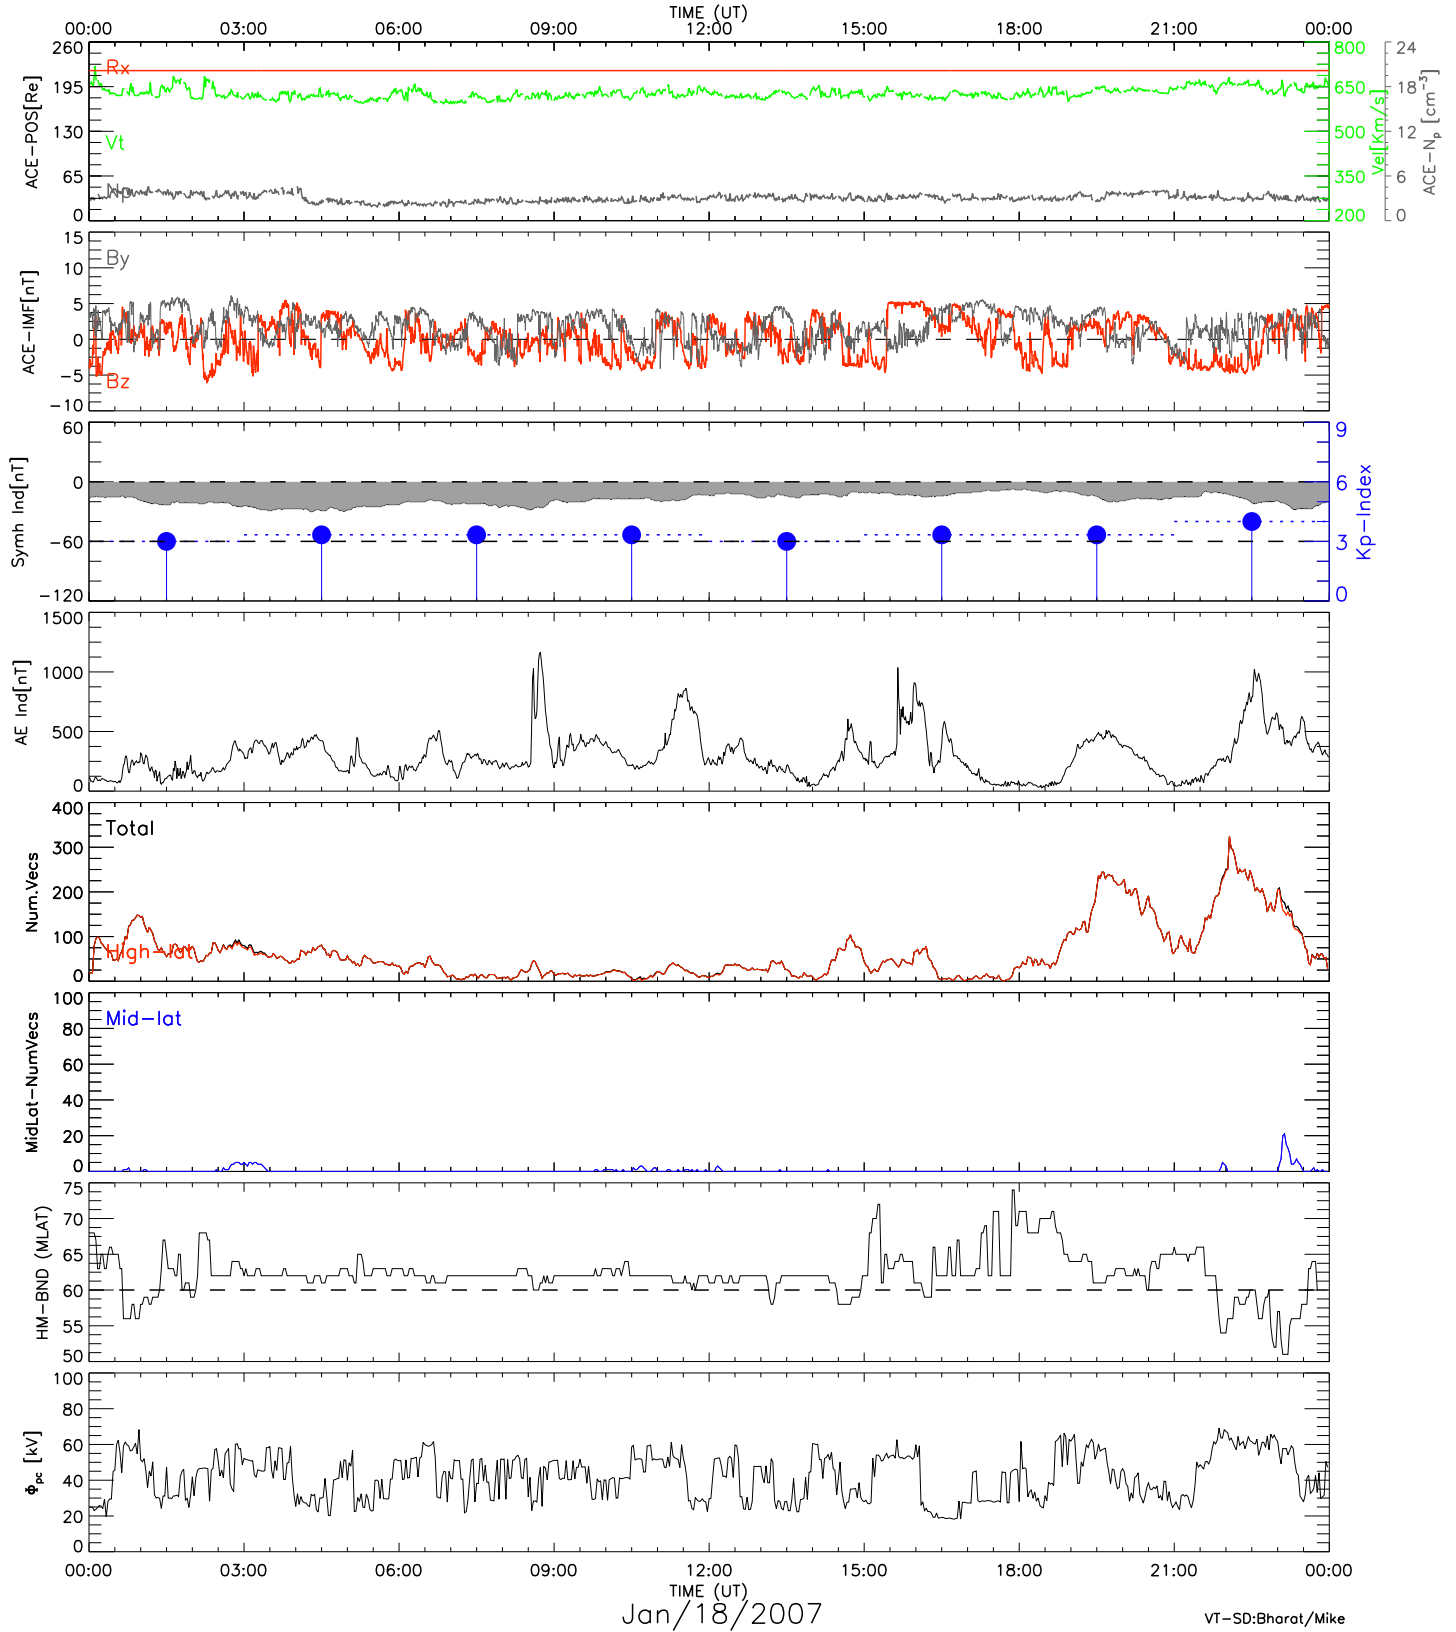 TIME (UT)
00:00 03:00 06:00 09:00 12:00 15:00 18:00 21:00 00:00
ACE-POS[Re]
260
195
130
65
0
Rx
Vt
Np
800
650
500
350
200
Vel[Km/s]
24
18
12
6
0
ACE-Np [cm⁻³]
ACE-IMF[nT]
15
10
5
0
-5
-10
By
Bz
Symh Ind[nT]
60
0
-60
-120
9
6
3
0
Kp-Index
AE Ind[nT]
1500
1000
500
0
Num.Vecs
400
300
200
100
0
Total
High-lat
MidLat-NumVecs
100
80
60
40
20
0
Mid-lat
HM-BND (MLAT)
75
70
65
60
55
50
Φpc [kV]
100
80
60
40
20
0
00:00 03:00 06:00 09:00 12:00 15:00 18:00 21:00 00:00
TIME (UT)
Jan/18/2007
VT-SD:Bharat/Mike